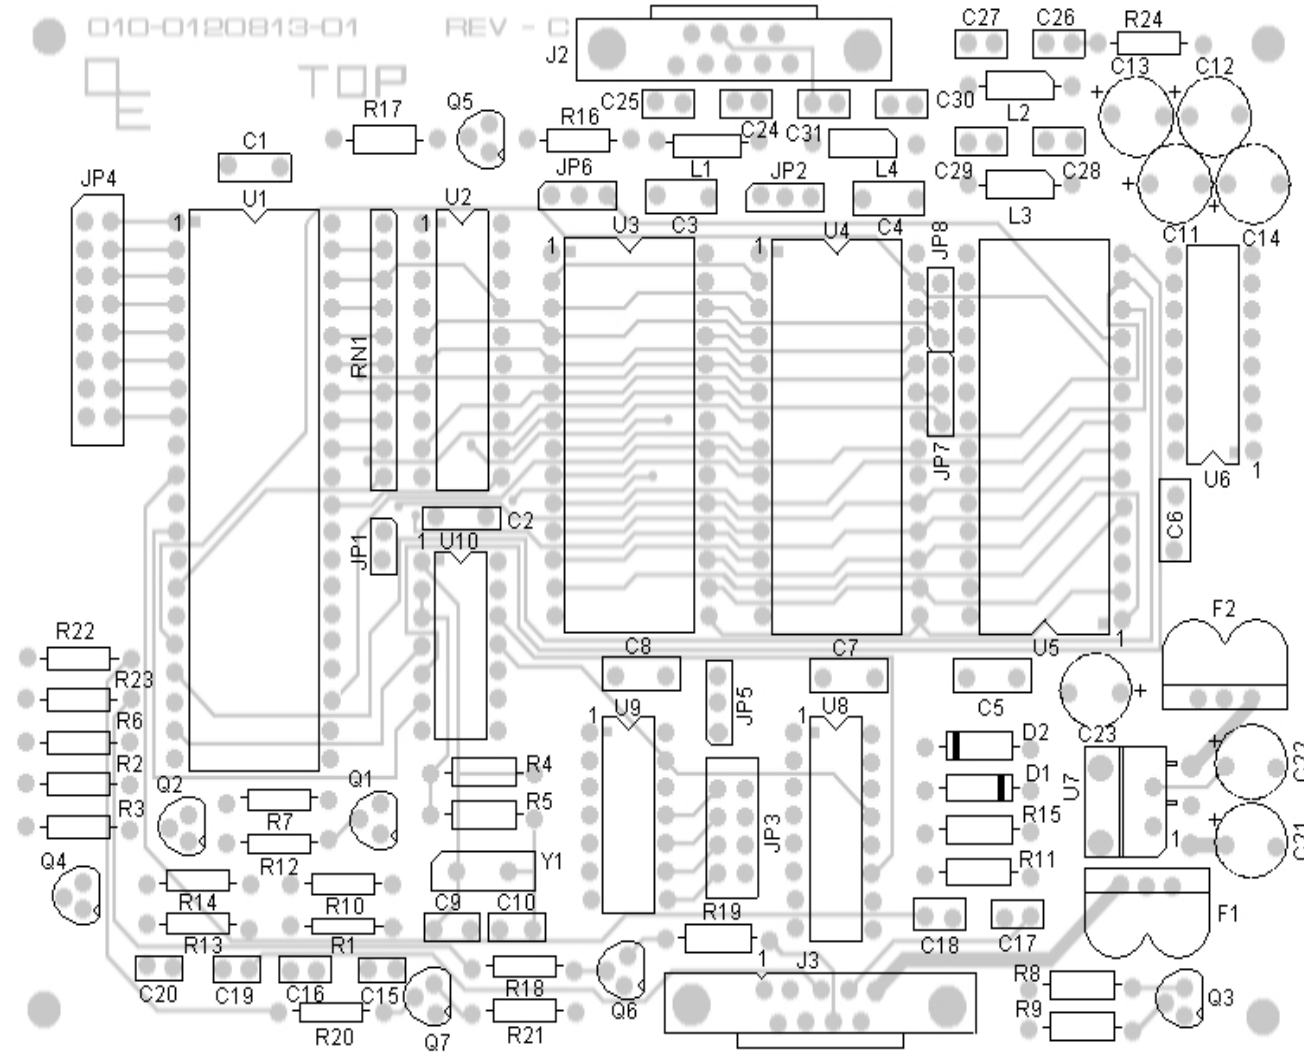 010-0120813-01 REV - C
QE
TOP
J2
C27 C26 R24
C13 C12
Q5
R17
C25
R16
C24 C31
C30
L2
C1
JP4
U1
JP6
L1
JP2
L4
C29 C28
L3
1
U2
1
U3
C3
U4
C4
JP8
C11 C14
1
1
RN1
JP7
U6 1
C6
C2
JP1
1 U10
R22
C8
C7
U5 1
F2
R23
C5
R6
1 U9
JP5
1 U8
D2
C23
R2
R4
D1
U7
C22
Q2
Q1
R3
R7
R5
R15
1
C21
R12
JP3
Q4
Y1
R11
R14
R10
C9 C10
R19
F1
R13
R1
C18 C17
1 J3
R8
C20 C19 C16 C15
R18
Q6
Q3
R9
R20
Q7
R21